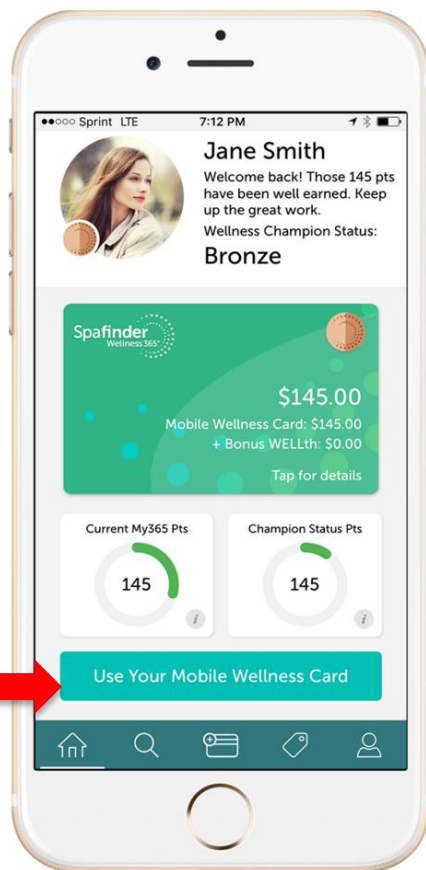 Sprint LTE 7:12 PM
Jane Smith
Welcome back! Those 145 pts
have been well earned. Keep
up the great work.
Wellness Champion Status:
Bronze
Spafinder
Wellness365®
$145.00
Mobile Wellness Card: $145.00
+ Bonus WELLth: $0.00
Tap for details
Current My365 Pts
145
i
Champion Status Pts
145
i
Use Your Mobile Wellness Card